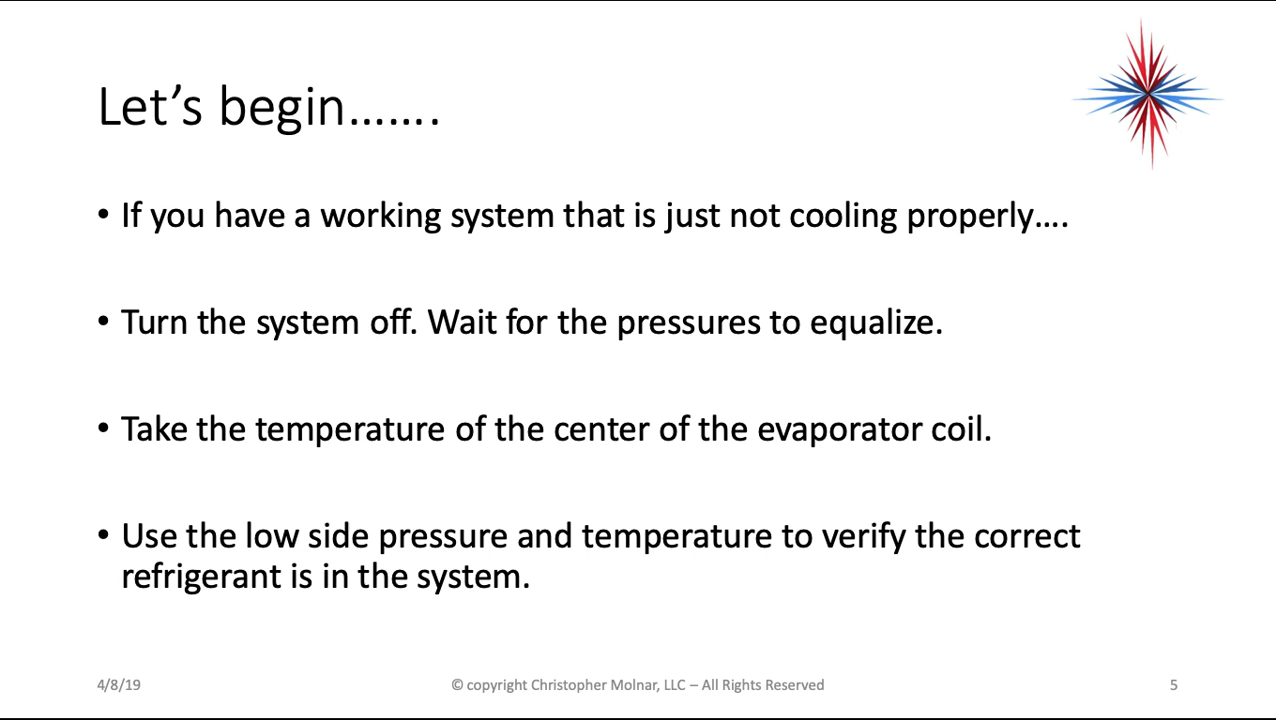 Let’s begin…….
• If you have a working system that is just not cooling properly….
• Turn the system off. Wait for the pressures to equalize.
• Take the temperature of the center of the evaporator coil.
• Use the low side pressure and temperature to verify the correct
refrigerant is in the system.
4/8/19
© copyright Christopher Molnar, LLC – All Rights Reserved
5